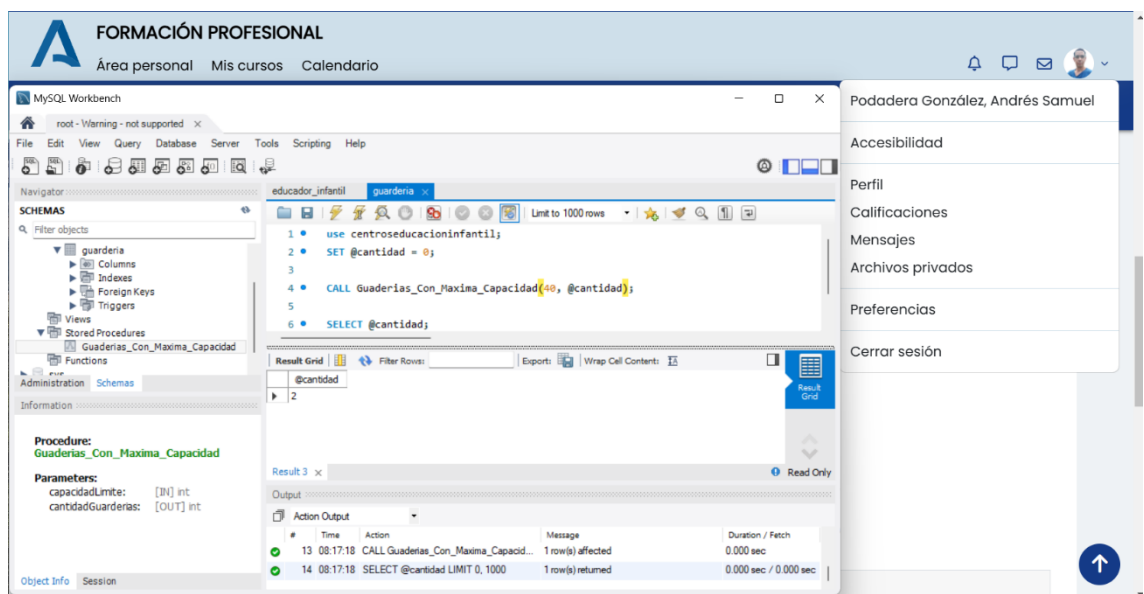 FORMACIÓN PROFESIONAL
Área personal Mis cursos Calendario
MySQL Workbench
root - Warning - not supported
File Edit View Query Database Server Tools Scripting Help
Navigator
SCHEMAS
Filter objects
guarderia
Columns
Indexes
Foreign Keys
Triggers
Views
Stored Procedures
Guaderias_Con_Maxima_Capacidad
Functions
Administration Schemas
Information
Procedure:
Guaderias_Con_Maxima_Capacidad
Parameters:
capacidadLimite: [IN] int
cantidadGuarderias: [OUT] int
Object Info Session
educador_infantil guarderia
Limit to 1000 rows
1 use centroseducacioninfantil;
2 SET @cantidad = 0;
3
4 CALL Guaderias_Con_Maxima_Capacidad(40, @cantidad);
5
6 SELECT @cantidad;
Result Grid Filter Rows: Export: Wrap Cell Content:
@cantidad
2
Result Grid
Result 3 Read Only
Output
Action Output
# Time Action Message Duration / Fetch
13 08:17:18 CALL Guaderias_Con_Maxima_Capacid... 1 row(s) affected 0.000 sec
14 08:17:18 SELECT @cantidad LIMIT 0, 1000 1 row(s) returned 0.000 sec / 0.000 sec
Podadera González, Andrés Samuel
Accesibilidad
Perfil
Calificaciones
Mensajes
Archivos privados
Preferencias
Cerrar sesión